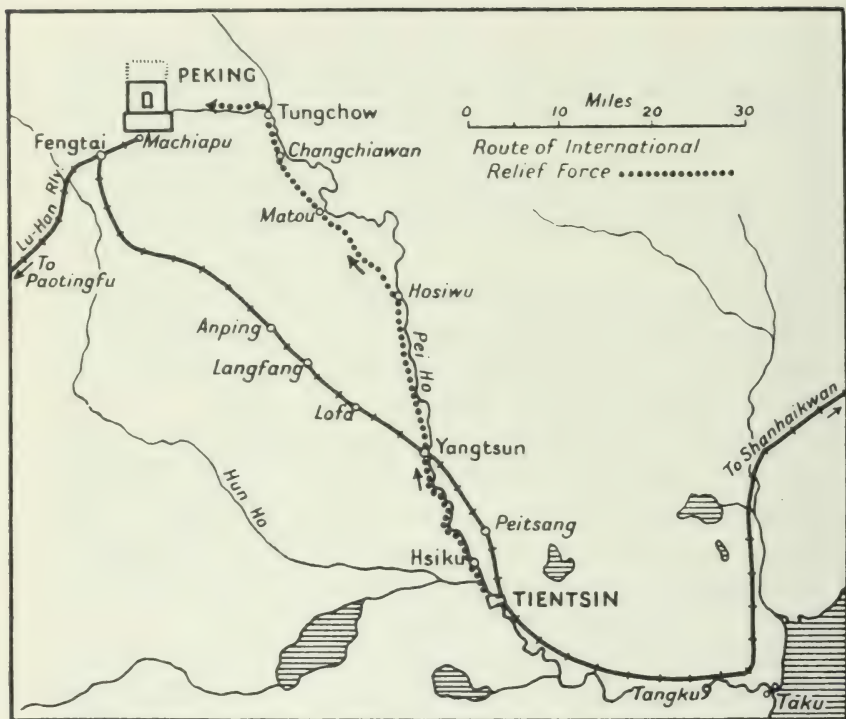 PEKING
Tungchow
Miles
0 10 20 30
Route of International
Relief Force
Fengtai
Machiapu
Changchiawan
Lu-Han Rly.
Matou
To
Paotingfu
Hosiwu
Anping
Pei Ho
Langfang
Lofa
Yangtsun
To Shanhaikwan
Hun Ho
Peitsang
Hsiku
TIENTSIN
Tangku
Taku